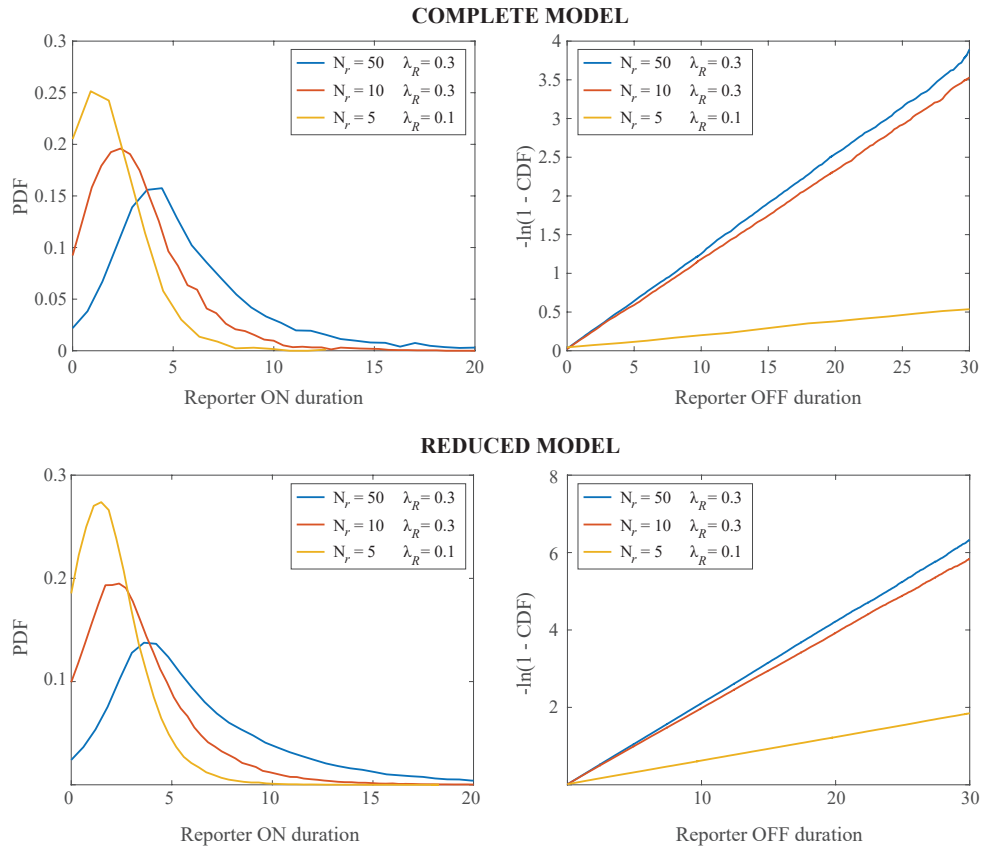 COMPLETE MODEL
PDF
0.3
0.25
0.2
0.15
0.1
0.05
0
N_r = 50 λ_R = 0.3
N_r = 10 λ_R = 0.3
N_r = 5 λ_R = 0.1
0 5 10 15 20
Reporter ON duration
-ln(1 - CDF)
4
3.5
3
2.5
2
1.5
1
0.5
0
N_r = 50 λ_R = 0.3
N_r = 10 λ_R = 0.3
N_r = 5 λ_R = 0.1
0 5 10 15 20 25 30
Reporter OFF duration
REDUCED MODEL
PDF
0.3
0.2
0.1
N_r = 50 λ_R = 0.3
N_r = 10 λ_R = 0.3
N_r = 5 λ_R = 0.1
0 5 10 15 20
Reporter ON duration
-ln(1 - CDF)
8
6
4
2
N_r = 50 λ_R = 0.3
N_r = 10 λ_R = 0.3
N_r = 5 λ_R = 0.1
10 20 30
Reporter OFF duration